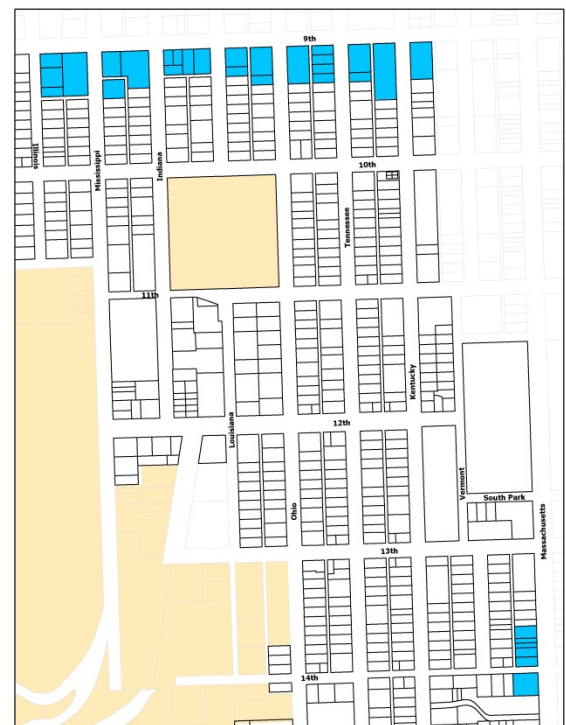 9th
Illinois
Mississippi
Indiana
10th
Tennessee
11th
Kentucky
Louisiana
12th
Vermont
South Park
Ohio
Massachusetts
13th
14th